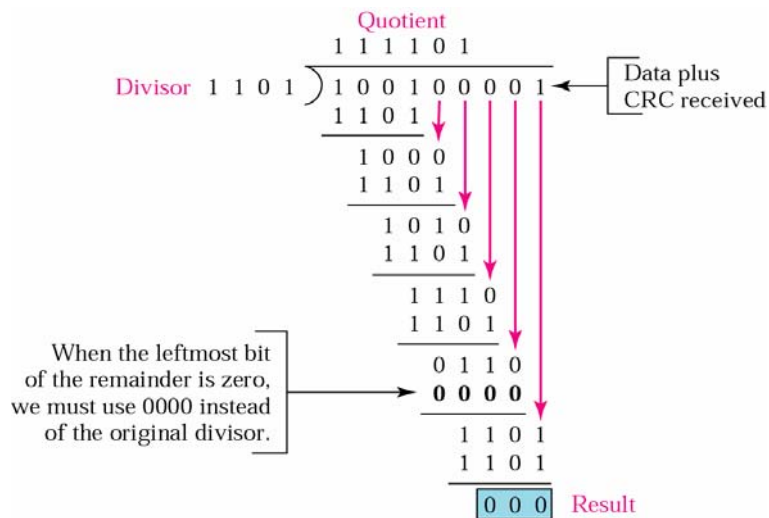 Quotient
1 1 1 1 0 1
Divisor 1 1 0 1 ) 1 0 0 1 0 0 0 0 1
Data plus
CRC received
1 1 0 1
1 0 0 0
1 1 0 1
1 0 1 0
1 1 0 1
1 1 1 0
1 1 0 1
When the leftmost bit
of the remainder is zero,
we must use 0000 instead
of the original divisor.
0 1 1 0
0 0 0 0
1 1 0 1
1 1 0 1
0 0 0 Result